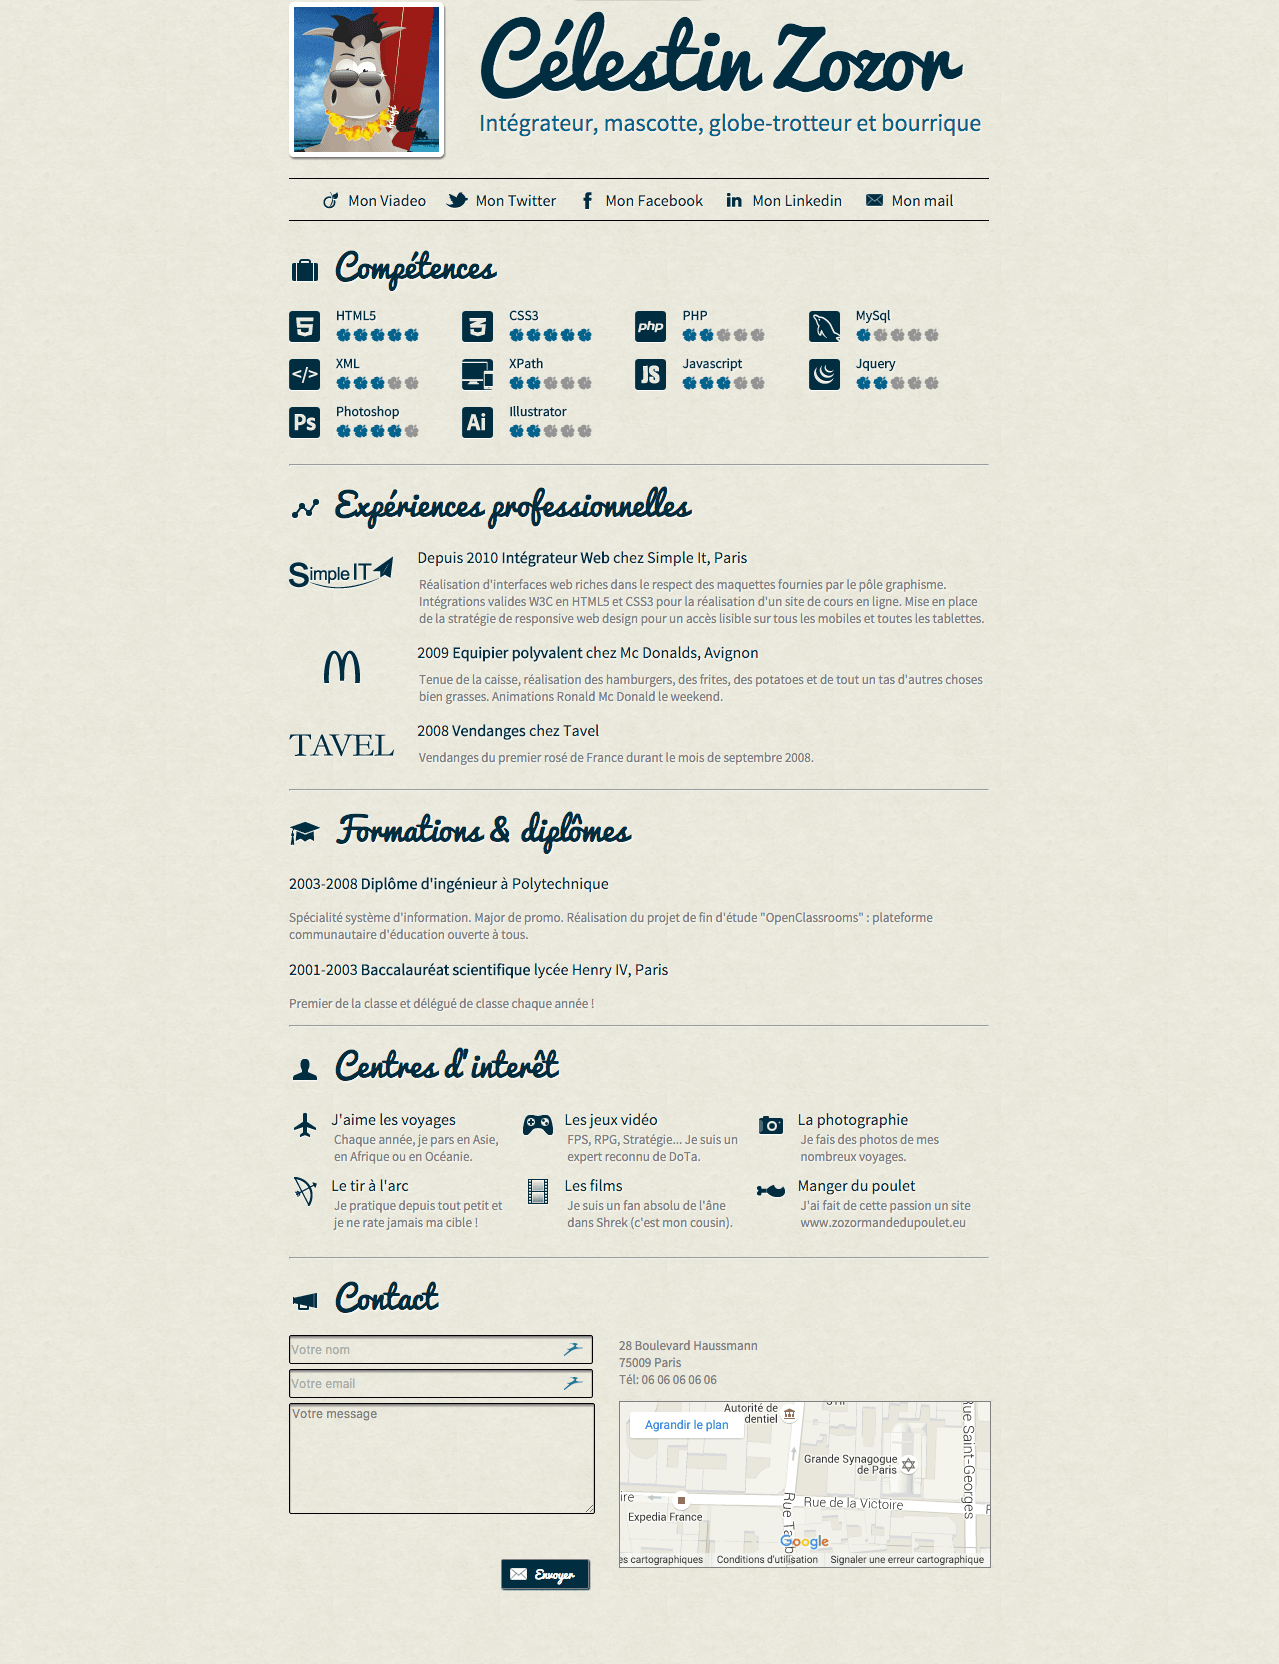 Célestin Zozor
Intégrateur, mascotte, globe-trotteur et bourrique
Mon Viadeo Mon Twitter Mon Facebook Mon Linkedin Mon mail
Compétences
HTML5 CSS3 PHP MySql
php
XML XPath Javascript Jquery
</> JS
Photoshop Illustrator
Ps Ai
Expériences professionnelles
Simple IT
Depuis 2010 Intégrateur Web chez Simple It, Paris
Réalisation d'interfaces web riches dans le respect des maquettes fournies par le pôle graphisme.
Intégrations valides W3C en HTML5 et CSS3 pour la réalisation d'un site de cours en ligne. Mise en place
de la stratégie de responsive web design pour un accès lisible sur tous les mobiles et toutes les tablettes.
2009 Equipier polyvalent chez Mc Donalds, Avignon
Tenue de la caisse, réalisation des hamburgers, des frites, des potatoes et de tout un tas d'autres choses
bien grasses. Animations Ronald Mc Donald le weekend.
TAVEL
2008 Vendanges chez Tavel
Vendanges du premier rosé de France durant le mois de septembre 2008.
Formations & diplômes
2003-2008 Diplôme d'ingénieur à Polytechnique
Spécialité système d'information. Major de promo. Réalisation du projet de fin d'étude "OpenClassrooms" : plateforme
communautaire d'éducation ouverte à tous.
2001-2003 Baccalauréat scientifique lycée Henry IV, Paris
Premier de la classe et délégué de classe chaque année !
Centres d'interêt
J'aime les voyages
Chaque année, je pars en Asie,
en Afrique ou en Océanie.
Les jeux vidéo
FPS, RPG, Stratégie... Je suis un
expert reconnu de DoTa.
La photographie
Je fais des photos de mes
nombreux voyages.
Le tir à l'arc
Je pratique depuis tout petit et
je ne rate jamais ma cible !
Les films
Je suis un fan absolu de l'âne
dans Shrek (c'est mon cousin).
Manger du poulet
J'ai fait de cette passion un site
www.zozormandedupoulet.eu
Contact
Votre nom
Votre email
Votre message
Envoyer
28 Boulevard Haussmann
75009 Paris
Tél: 06 06 06 06 06
Autorité de
dentiel
Agrandir le plan
Grande Synagogue
de Paris
Rue Saint-Georges
ire
Rue de la Victoire
Expedia France
Rue Taitb
Google
es cartographiques Conditions d'utilisation Signaler une erreur cartographique